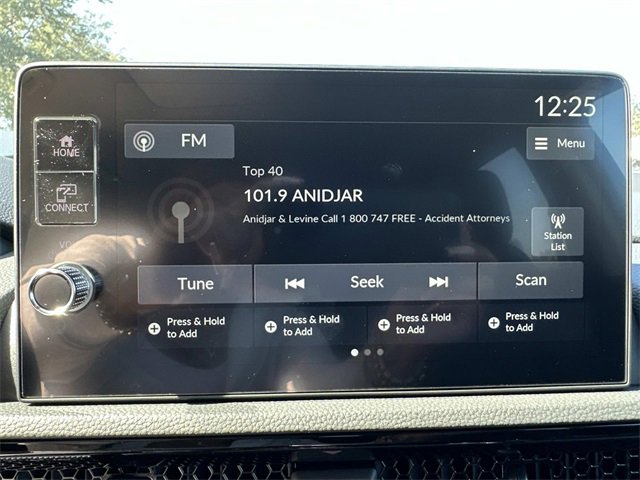 12:25
FM
Menu
HOME
CONNECT
Top 40
101.9 ANIDJAR
Anidjar & Levine Call 1 800 747 FREE - Accident Attorneys
Station
List
VO
Tune
Seek
Scan
Press & Hold
to Add
Press & Hold
to Add
Press & Hold
to Add
Press & Hold
to Add